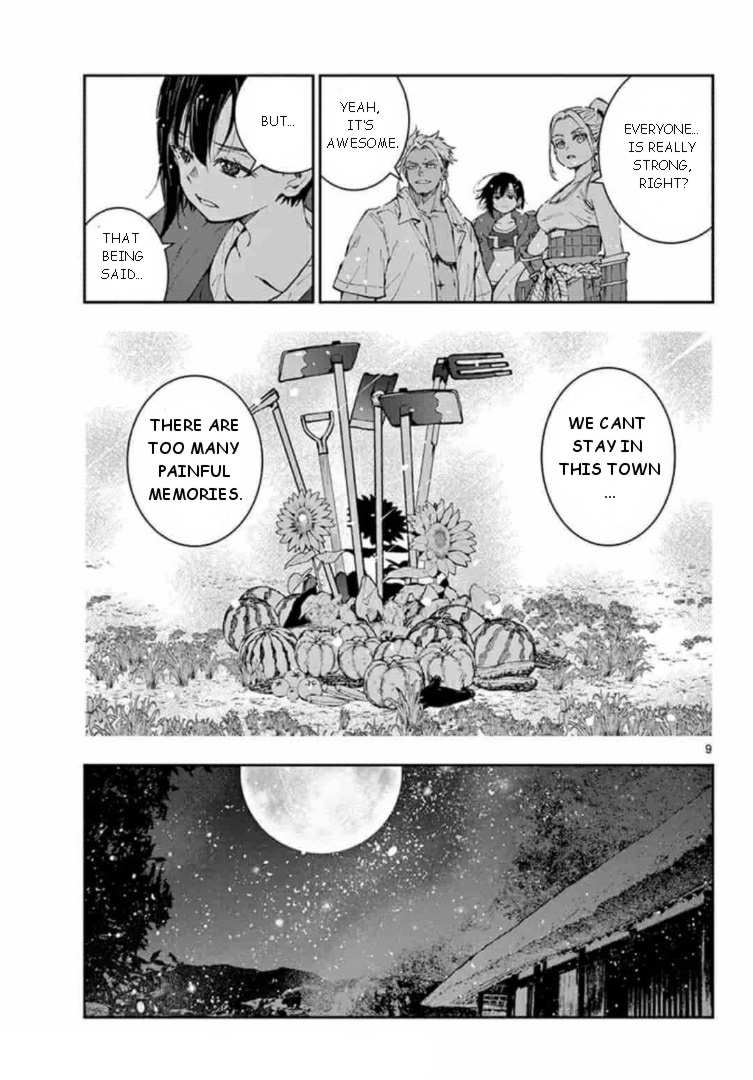 EVERYONE...
IS REALLY
STRONG,
RIGHT?
YEAH,
IT'S
AWESOME.
BUT...
THAT
BEING
SAID...
WE CANT
STAY IN
THIS TOWN
...
THERE ARE
TOO MANY
PAINFUL
MEMORIES.
9